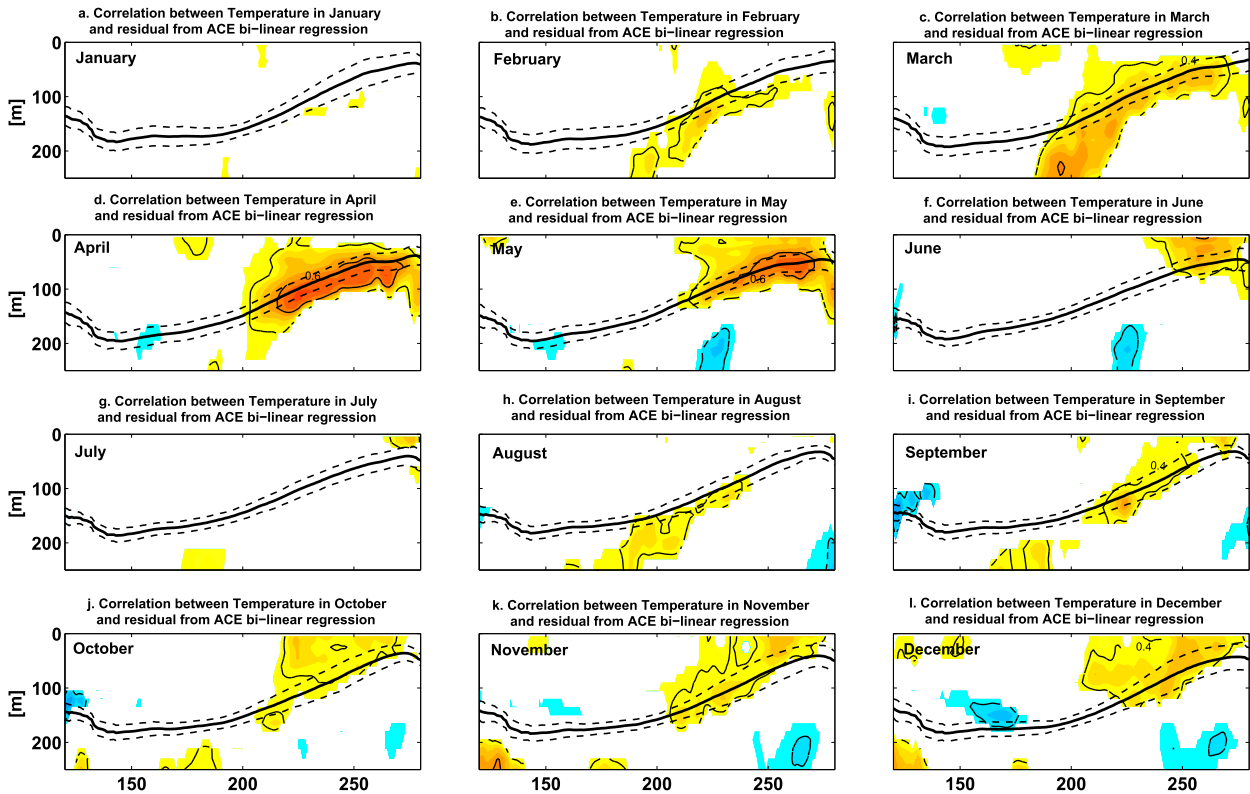 a. Correlation between Temperature in January
and residual from ACE bi−linear regression
b. Correlation between Temperature in February
and residual from ACE bi−linear regression
c. Correlation between Temperature in March
and residual from ACE bi−linear regression
0
100
200
[m]
January
February
March
0.4
d. Correlation between Temperature in April
and residual from ACE bi−linear regression
e. Correlation between Temperature in May
and residual from ACE bi−linear regression
f. Correlation between Temperature in June
and residual from ACE bi−linear regression
0
100
200
[m]
April
0.6
May
0.6
June
g. Correlation between Temperature in July
and residual from ACE bi−linear regression
h. Correlation between Temperature in August
and residual from ACE bi−linear regression
i. Correlation between Temperature in September
and residual from ACE bi−linear regression
0
100
200
[m]
July
August
September
0.4
j. Correlation between Temperature in October
and residual from ACE bi−linear regression
k. Correlation between Temperature in November
and residual from ACE bi−linear regression
l. Correlation between Temperature in December
and residual from ACE bi−linear regression
0
100
200
[m]
October
November
December
0.4
150 200 250
150 200 250
150 200 250